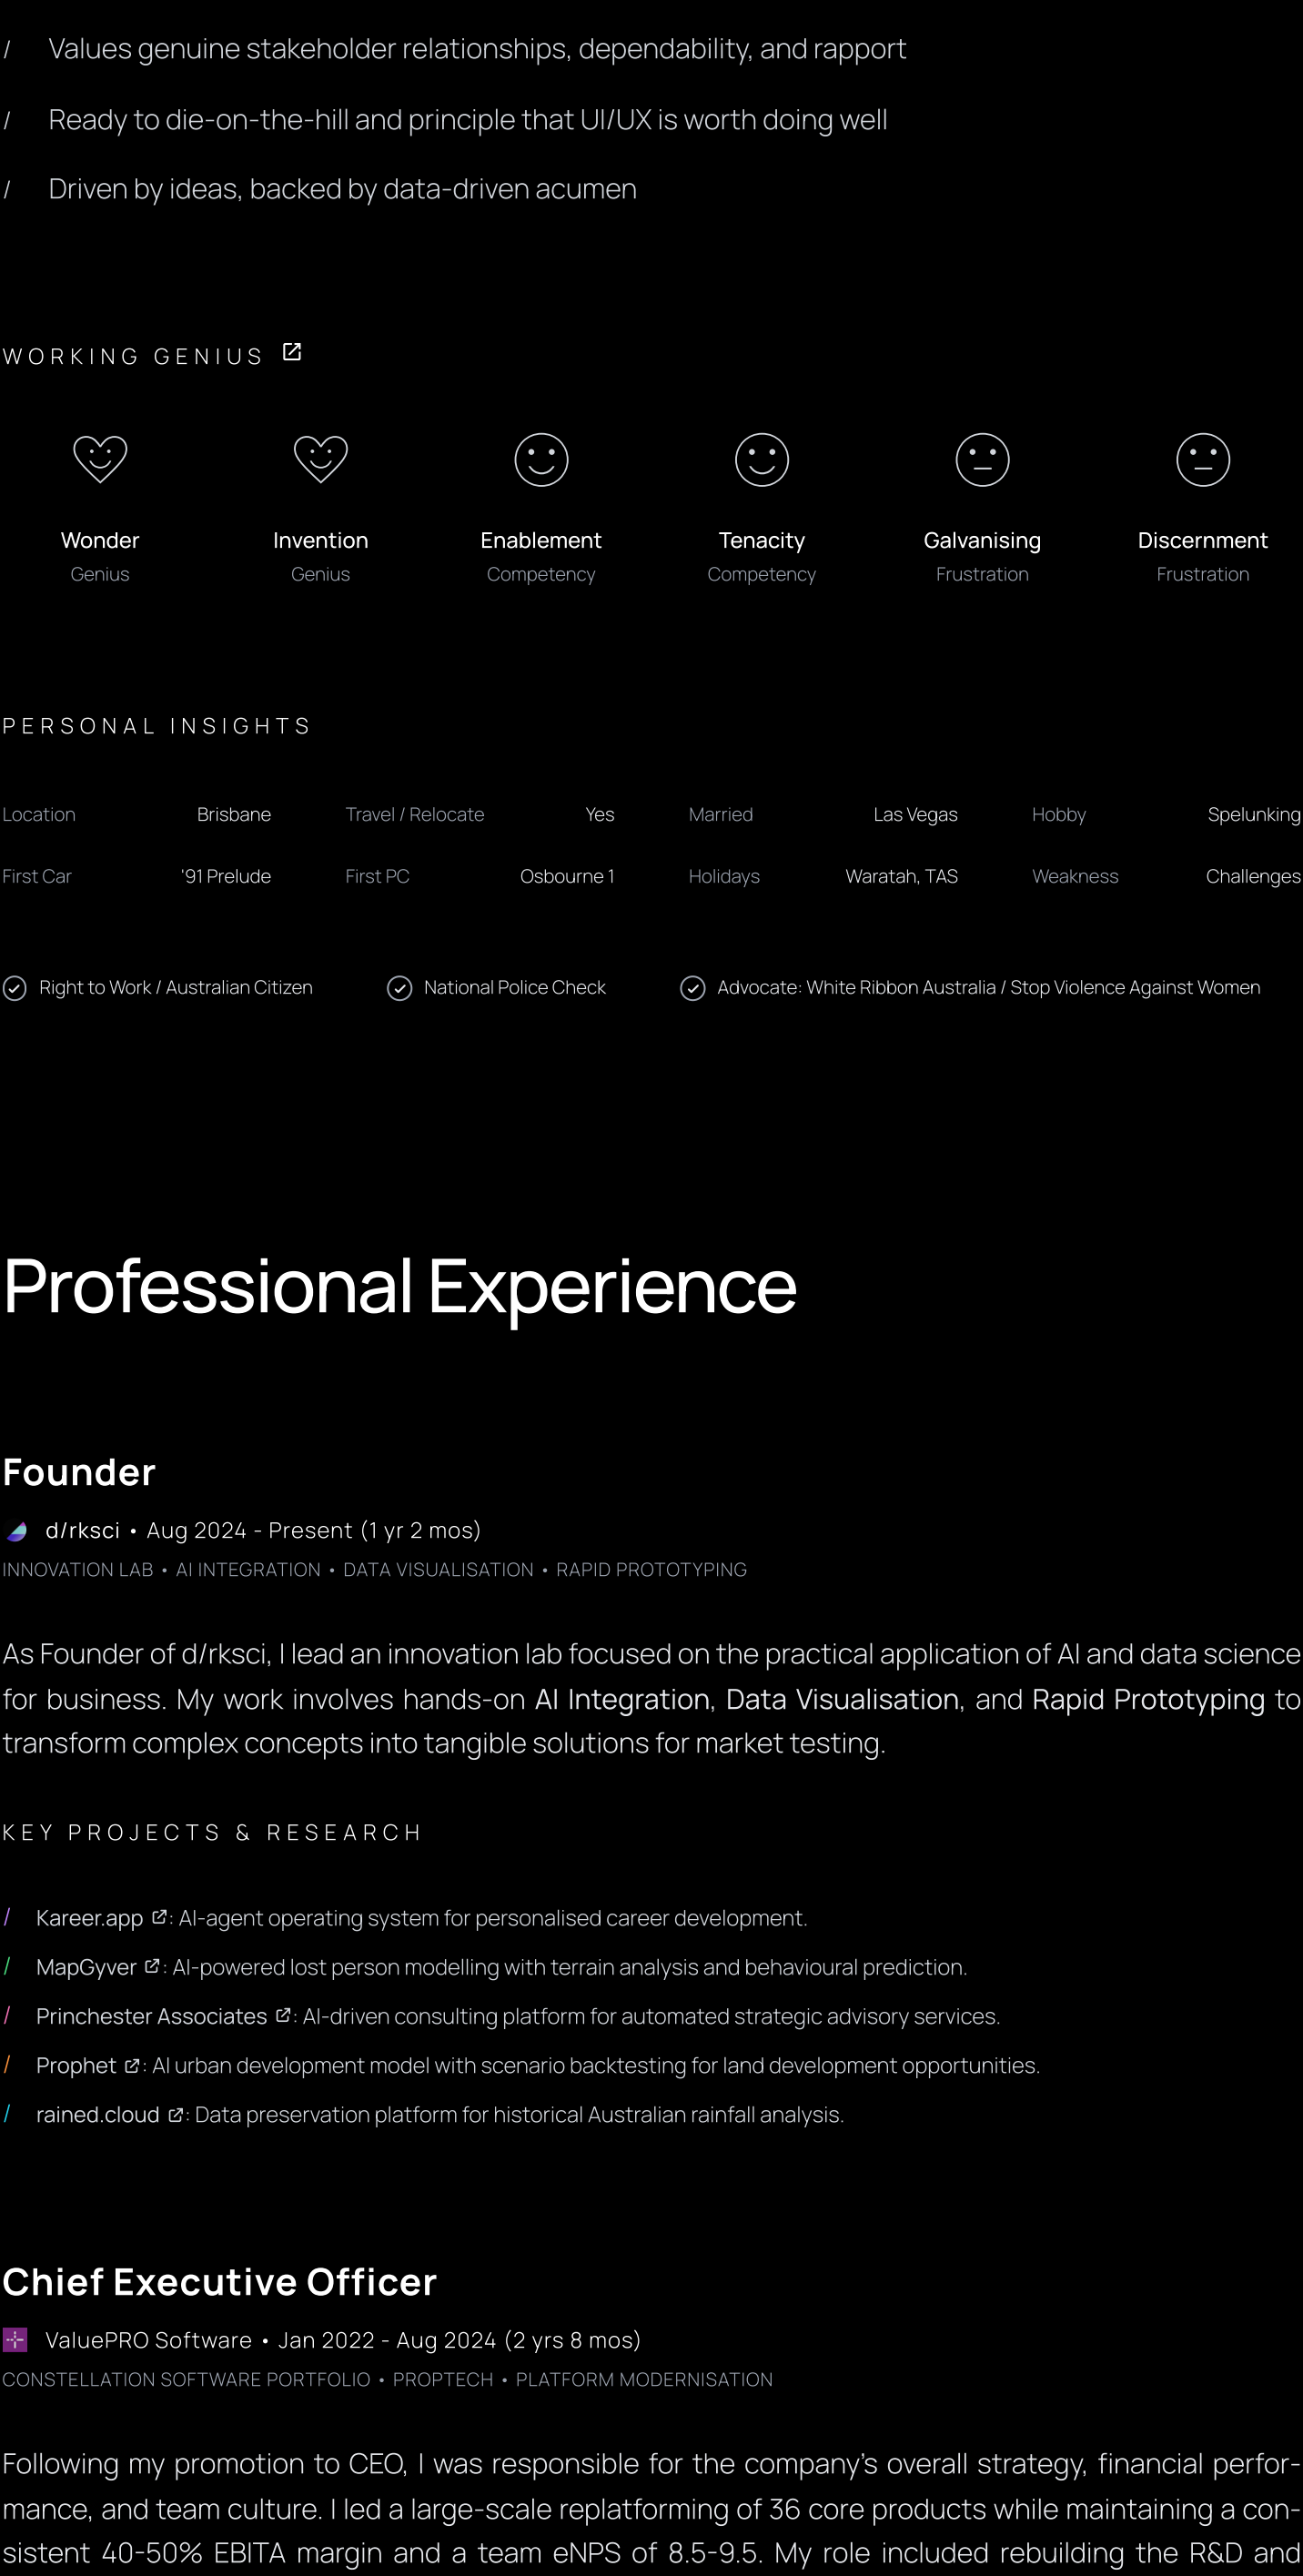 / Values genuine stakeholder relationships, dependability, and rapport
/ Ready to die-on-the-hill and principle that UI/UX is worth doing well
/ Driven by ideas, backed by data-driven acumen
WORKING GENIUS
Wonder Invention Enablement Tenacity Galvanising Discernment
Genius Genius Competency Competency Frustration Frustration
PERSONAL INSIGHTS
Location Brisbane Travel / Relocate Yes Married Las Vegas Hobby Spelunking
First Car '91 Prelude First PC Osbourne 1 Holidays Waratah, TAS Weakness Challenges
Right to Work / Australian Citizen National Police Check Advocate: White Ribbon Australia / Stop Violence Against Women
Professional Experience
Founder
d/rksci • Aug 2024 - Present (1 yr 2 mos)
INNOVATION LAB • AI INTEGRATION • DATA VISUALISATION • RAPID PROTOTYPING
As Founder of d/rksci, I lead an innovation lab focused on the practical application of AI and data science
for business. My work involves hands-on AI Integration, Data Visualisation, and Rapid Prototyping to
transform complex concepts into tangible solutions for market testing.
KEY PROJECTS & RESEARCH
/ Kareer.app : AI-agent operating system for personalised career development.
/ MapGyver : AI-powered lost person modelling with terrain analysis and behavioural prediction.
/ Princhester Associates : AI-driven consulting platform for automated strategic advisory services.
/ Prophet : AI urban development model with scenario backtesting for land development opportunities.
/ rained.cloud : Data preservation platform for historical Australian rainfall analysis.
Chief Executive Officer
ValuePRO Software • Jan 2022 - Aug 2024 (2 yrs 8 mos)
CONSTELLATION SOFTWARE PORTFOLIO • PROPTECH • PLATFORM MODERNISATION
Following my promotion to CEO, I was responsible for the company's overall strategy, financial perfor-
mance, and team culture. I led a large-scale replatforming of 36 core products while maintaining a con-
sistent 40-50% EBITA margin and a team eNPS of 8.5-9.5. My role included rebuilding the R&D and